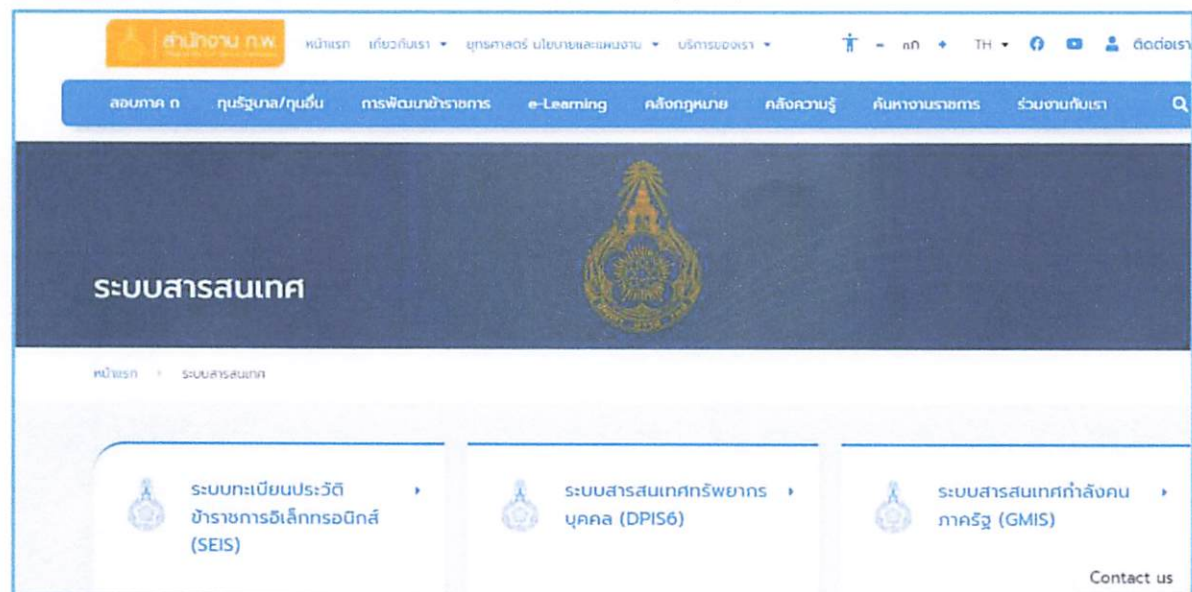 สำนักงาน ก.พ. หน้าแรก เกี่ยวกับเรา ยุทธศาสตร์ นโยบายและแผนงาน บริการของเรา - กก + TH ติดต่อเรา
สอบภาค ก ทุนรัฐบาล/ทุนอื่น การพัฒนาข้าราชการ e-Learning คลังกฎหมาย คลังความรู้ ค้นหางานราชการ ร่วมงานกับเรา
ระบบสารสนเทศ
หน้าแรก > ระบบสารสนเทศ
ระบบทะเบียนประวัติ
ข้าราชการอิเล็กทรอนิกส์
(SEIS)
ระบบสารสนเทศทรัพยากร
บุคคล (DPIS6)
ระบบสารสนเทศกำลังคน
ภาครัฐ (GMIS)
Contact us